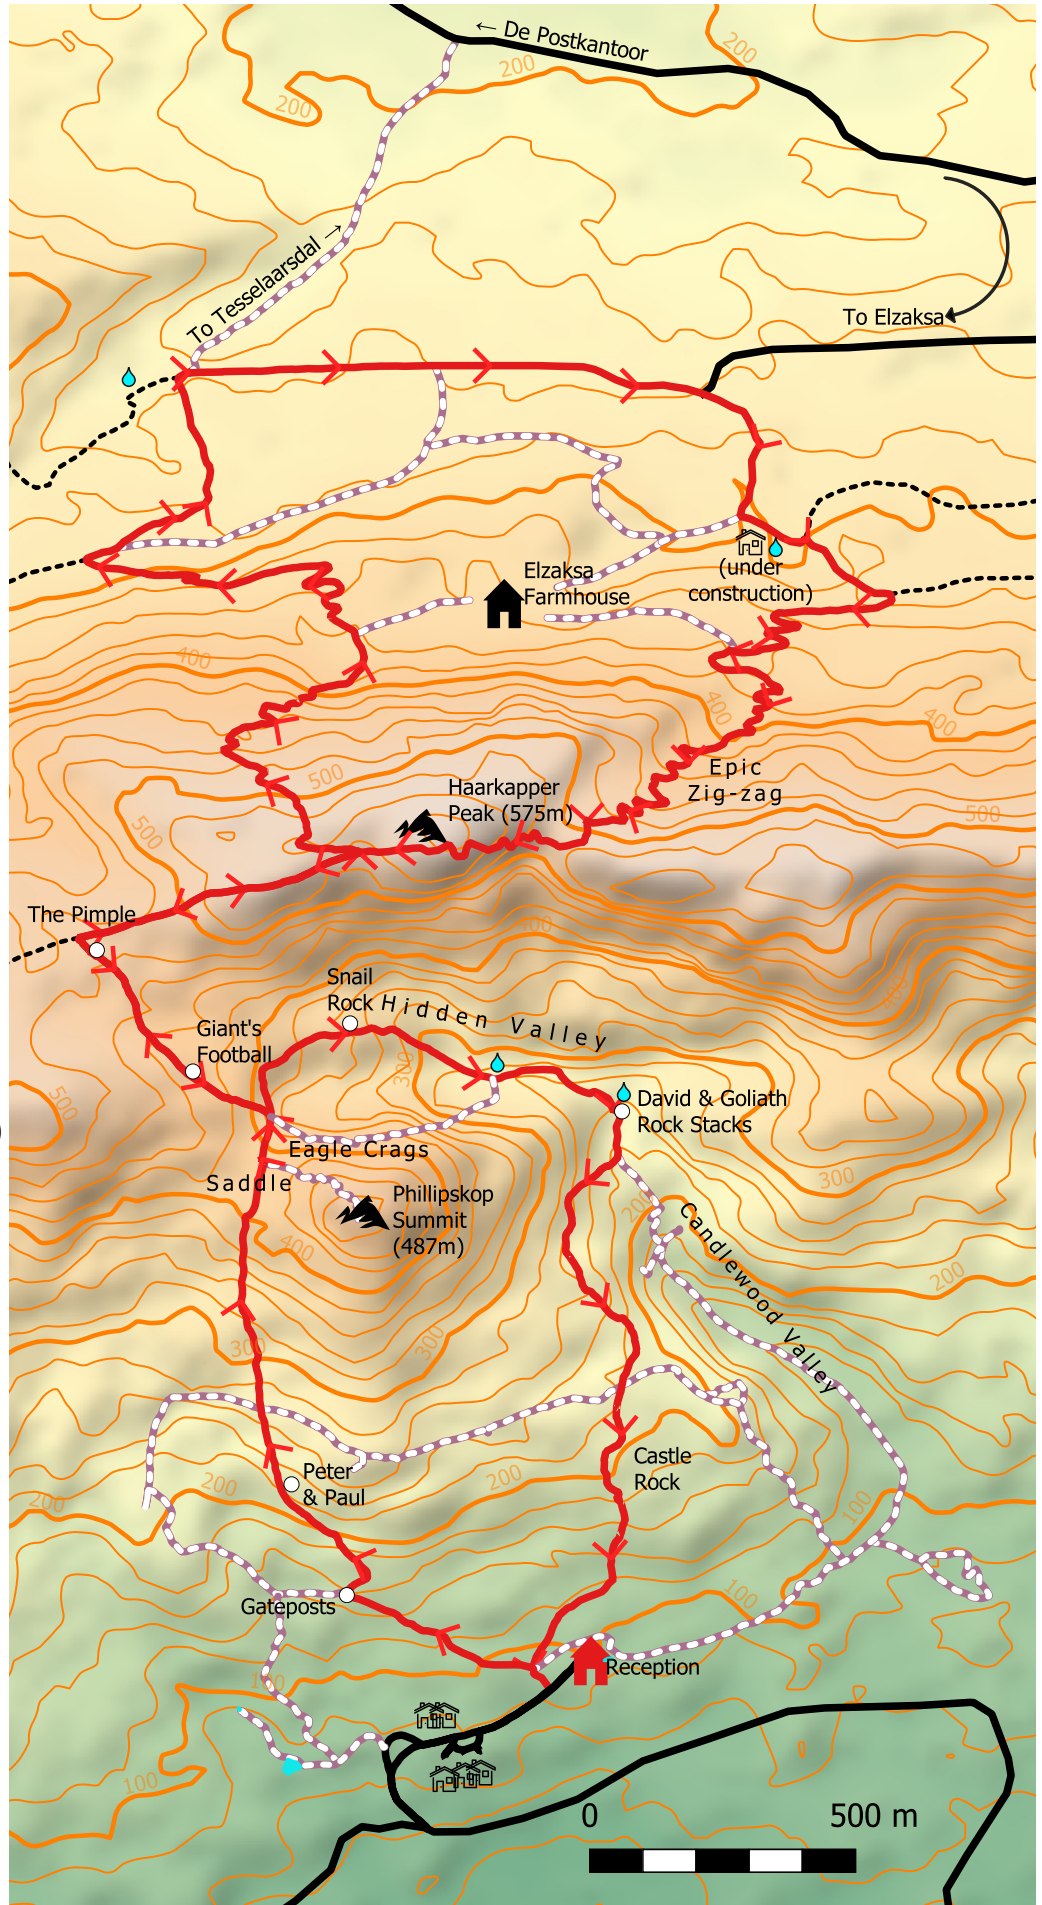 ← De Postkantoor
200
200
200
To Tesselaarsdal →
To Elzaksa
Elzaksa
Farmhouse
(under
construction)
400
400
400
Epic
Zig-zag
500
Haarkapper
Peak (575m)
500
500
The Pimple
400
400
Snail
Rock
Hidden Valley
Giant's
Football
300
500
David & Goliath
Rock Stacks
Eagle Crags
Saddle
300
Phillipskop
Summit
(487m)
200
Candlewood Valley
400
200
300
300
Castle
Rock
Peter
& Paul
200
200
200
100
Gateposts
100
Reception
100
100
0 500 m